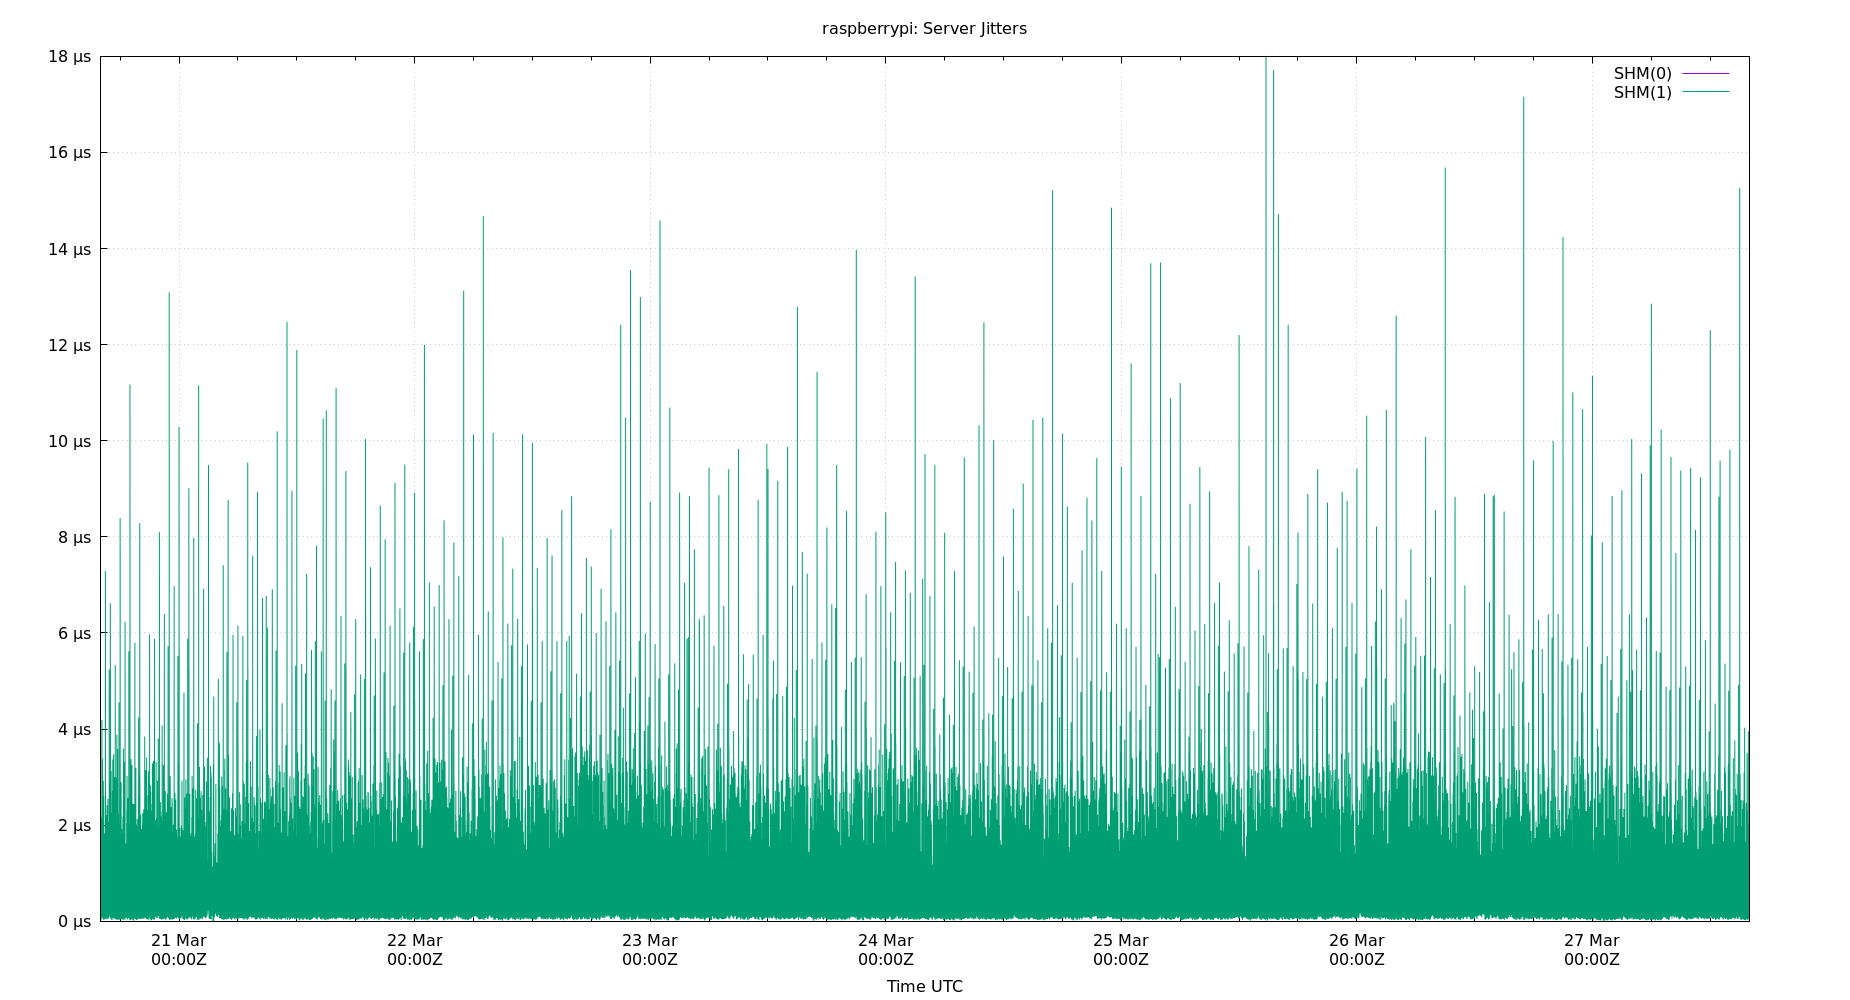 raspberrypi: Server Jitters
18 µs
SHM(0)
SHM(1)
16 µs
14 µs
12 µs
10 µs
8 µs
6 µs
4 µs
2 µs
0 µs
21 Mar 22 Mar 23 Mar 24 Mar 25 Mar 26 Mar 27 Mar
00:00Z 00:00Z 00:00Z 00:00Z 00:00Z 00:00Z 00:00Z
Time UTC